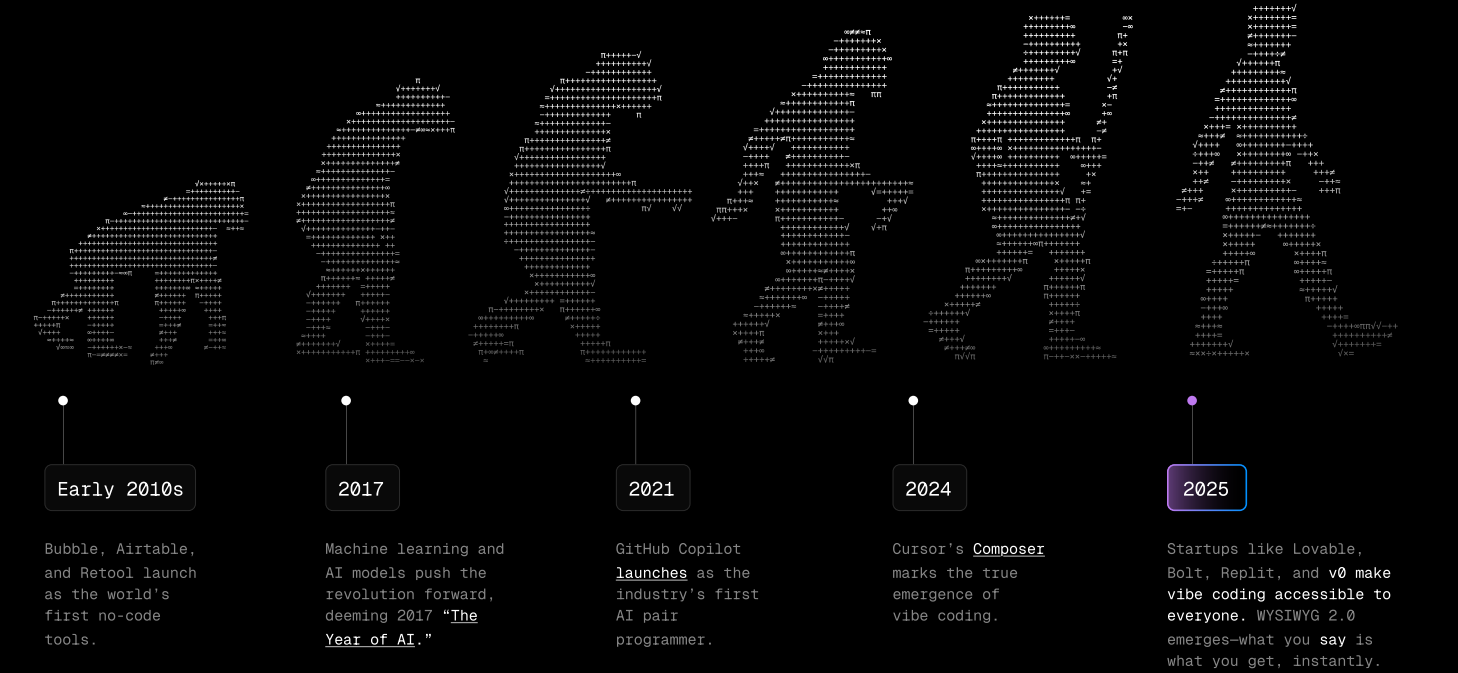 Early 2010s
Bubble, Airtable,
and Retool launch
as the world's
first no-code
tools.
2017
Machine learning and
AI models push the
revolution forward,
deeming 2017 “The
Year of AI.”
2021
GitHub Copilot
launches as the
industry's first
AI pair
programmer.
2024
Cursor's Composer
marks the true
emergence of
vibe coding.
2025
Startups like Lovable,
Bolt, Replit, and v0 make
vibe coding accessible to
everyone. WYSIWYG 2.0
emerges—what you say is
what you get, instantly.